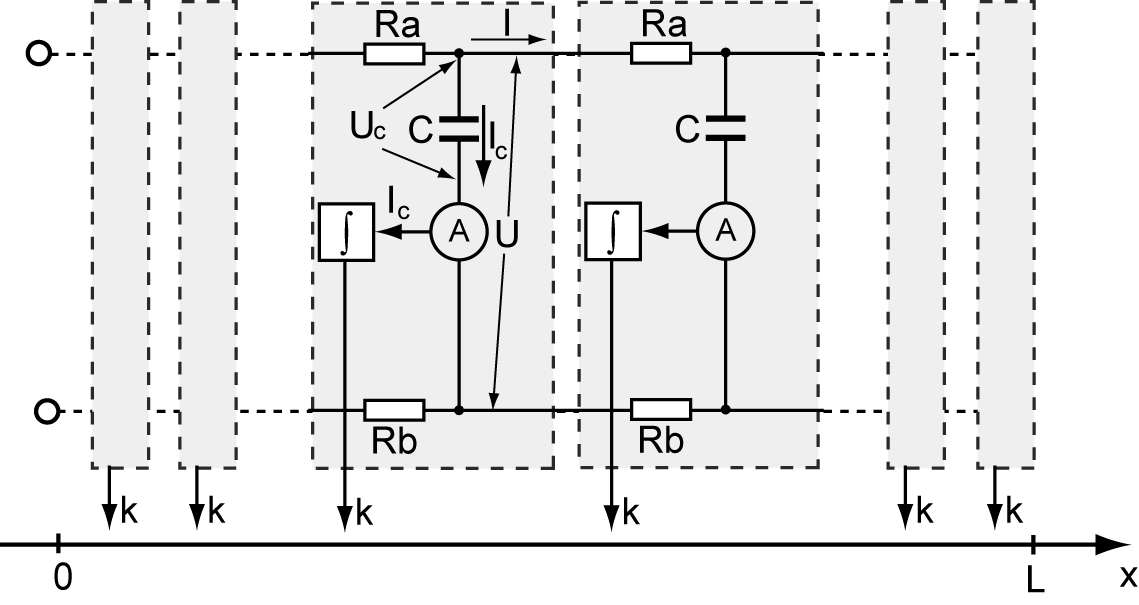 Ra I Ra
Uc C Ic C
Ic A U A
∫ ∫
Rb Rb
k k k k k k
0 L x